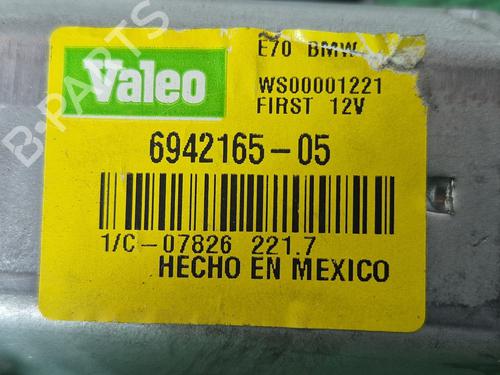 E70 BMW
Valeo
WS00001221
FIRST 12V
6942165-05
1/C-07826 221.7
HECHO EN MEXICO
B-PARTS